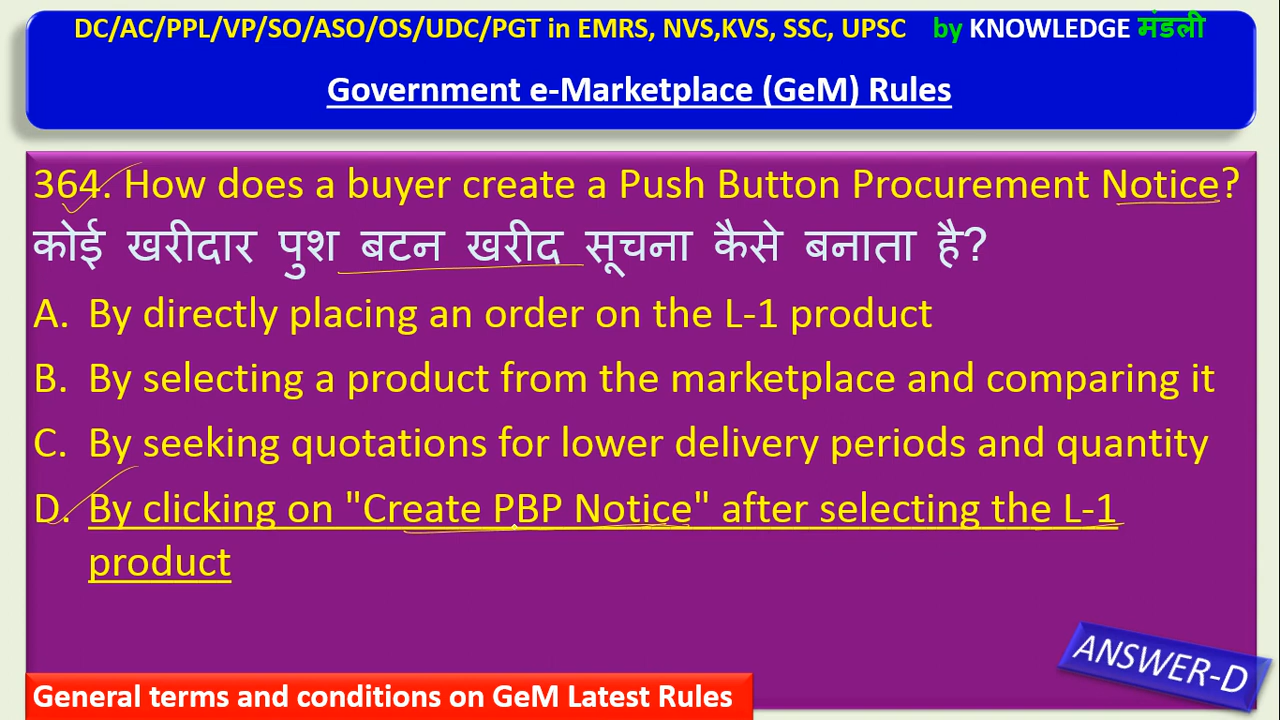 DC/AC/PPL/VP/SO/ASO/OS/UDC/PGT in EMRS, NVS,KVS, SSC, UPSC by KNOWLEDGE मंडली
Government e-Marketplace (GeM) Rules
364. How does a buyer create a Push Button Procurement Notice?
कोई खरीदार पुश बटन खरीद सूचना कैसे बनाता है?
A. By directly placing an order on the L-1 product
B. By selecting a product from the marketplace and comparing it
C. By seeking quotations for lower delivery periods and quantity
D. By clicking on "Create PBP Notice" after selecting the L-1
product
ANSWER-D
General terms and conditions on GeM Latest Rules